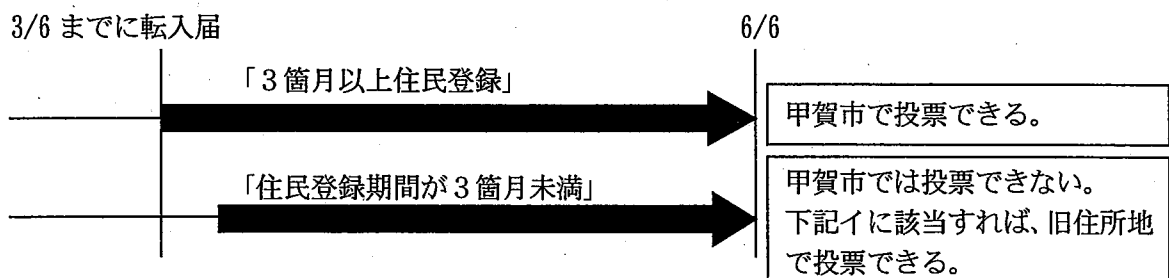 3/6 までに転入届
6/6
「3箇月以上住民登録」
甲賀市で投票できる。
「住民登録期間が3箇月未満」
甲賀市では投票できない。
下記イに該当すれば、旧住所地
で投票できる。